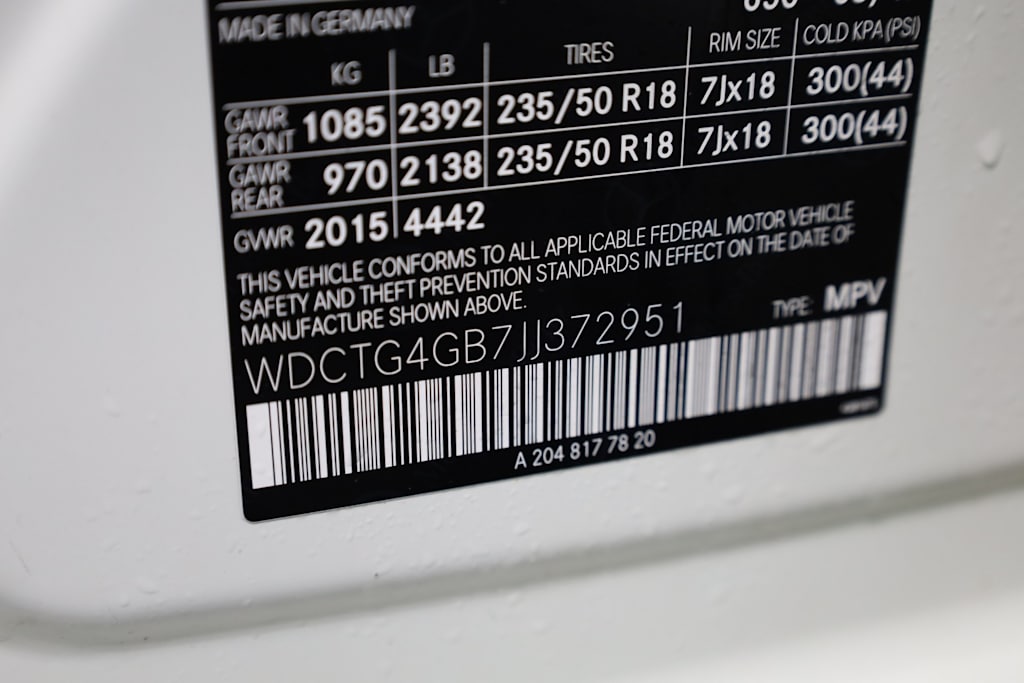 MADE IN GERMANY
KG LB TIRES RIM SIZE COLD KPA (PSI)
GAWR FRONT 1085 2392 235/50 R18 7Jx18 300(44)
GAWR REAR 970 2138 235/50 R18 7Jx18 300(44)
GVWR 2015 4442
THIS VEHICLE CONFORMS TO ALL APPLICABLE FEDERAL MOTOR VEHICLE
SAFETY AND THEFT PREVENTION STANDARDS IN EFFECT ON THE DATE OF
MANUFACTURE SHOWN ABOVE.
TYPE: MPV
WDCTG4GB7JJ372951
A 204 817 78 20